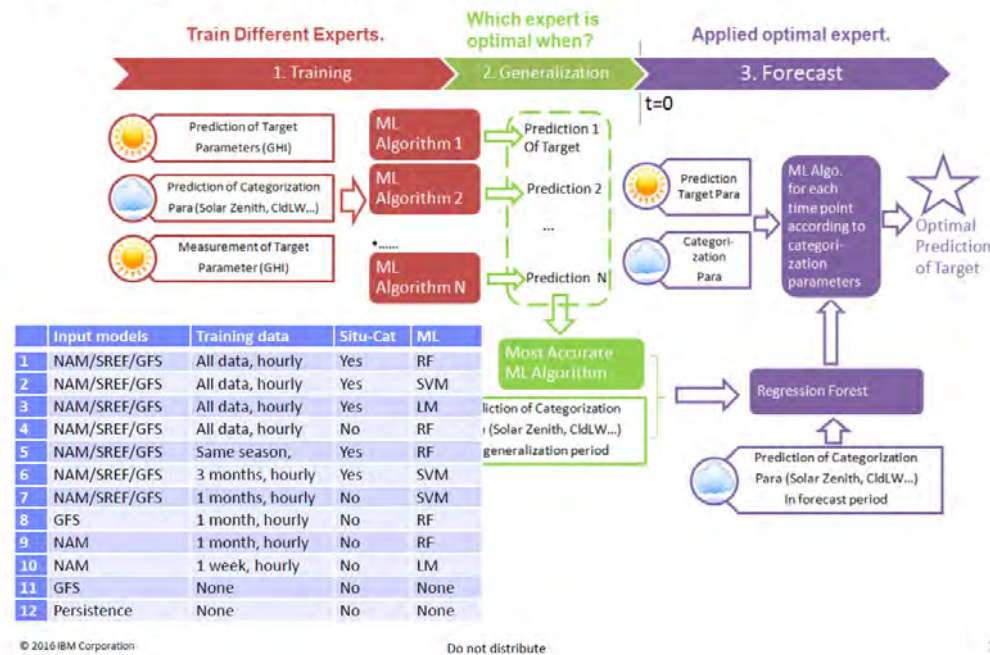 Train Different Experts.
Which expert is
optimal when?
Applied optimal expert.
1. Training
2. Generalization
3. Forecast
t=0
Prediction of Target
Parameters (GHI)
Prediction of Categorization
Para (Solar Zenith, CldLW...)
Measurement of Target
Parameter (GHI)
ML
Algorithm 1
ML
Algorithm 2
•......
ML
Algorithm N
Prediction 1
Of Target
Prediction 2
...
Prediction N
Most Accurate
ML Algorithm
diction of Categorization
(Solar Zenith, CldLW...)
generalization period
Prediction
Target Para
Categori-
zation
Para
ML Algo.
for each
time point
according to
categori-
zation
parameters
Optimal
Prediction
of Target
Regression Forest
Prediction of Categorization
Para (Solar Zenith, CldLW...)
In forecast period
Input models Training data Situ-Cat ML
1 NAM/SREF/GFS All data, hourly Yes RF
2 NAM/SREF/GFS All data, hourly Yes SVM
3 NAM/SREF/GFS All data, hourly Yes LM
4 NAM/SREF/GFS All data, hourly No RF
5 NAM/SREF/GFS Same season, Yes RF
6 NAM/SREF/GFS 3 months, hourly Yes SVM
7 NAM/SREF/GFS 1 months, hourly No SVM
8 GFS 1 month, hourly No RF
9 NAM 1 month, hourly No RF
10 NAM 1 week, hourly No LM
11 GFS None No None
12 Persistence None No None
© 2016 IBM Corporation
Do not distribute